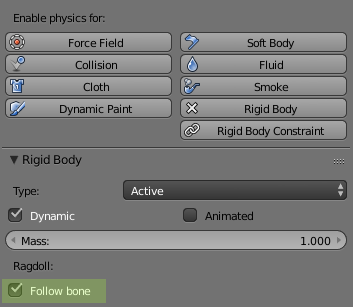 Enable physics for:
Force Field Soft Body
Collision Fluid
Cloth Smoke
Dynamic Paint Rigid Body
Rigid Body Constraint
Rigid Body
Type: Active
Dynamic Animated
Mass: 1.000
Ragdoll:
Follow bone